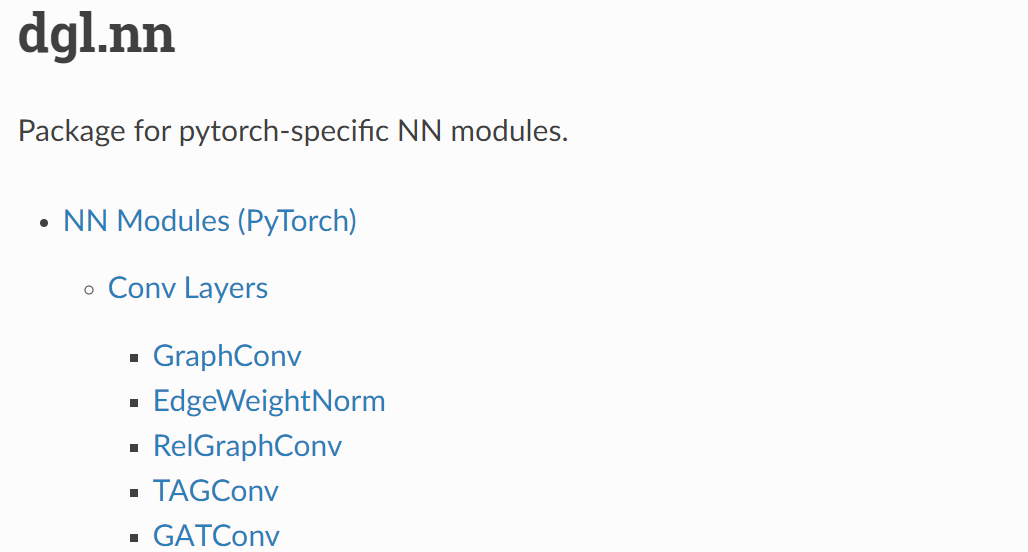 dgl.nn
Package for pytorch-specific NN modules.
NN Modules (PyTorch)
Conv Layers
GraphConv
EdgeWeightNorm
RelGraphConv
TAGConv
GATConv